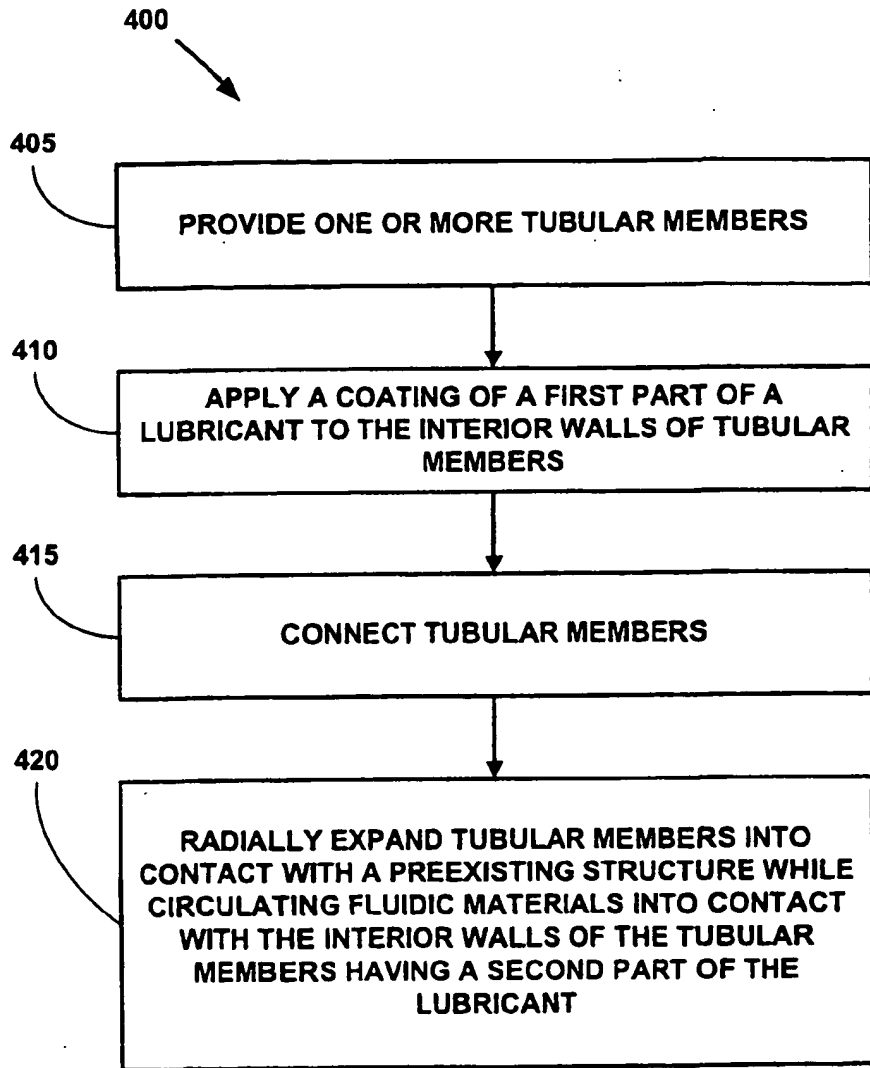 400
405
PROVIDE ONE OR MORE TUBULAR MEMBERS
410
APPLY A COATING OF A FIRST PART OF A
LUBRICANT TO THE INTERIOR WALLS OF TUBULAR
MEMBERS
415
CONNECT TUBULAR MEMBERS
420
RADIALLY EXPAND TUBULAR MEMBERS INTO
CONTACT WITH A PREEXISTING STRUCTURE WHILE
CIRCULATING FLUIDIC MATERIALS INTO CONTACT
WITH THE INTERIOR WALLS OF THE TUBULAR
MEMBERS HAVING A SECOND PART OF THE
LUBRICANT